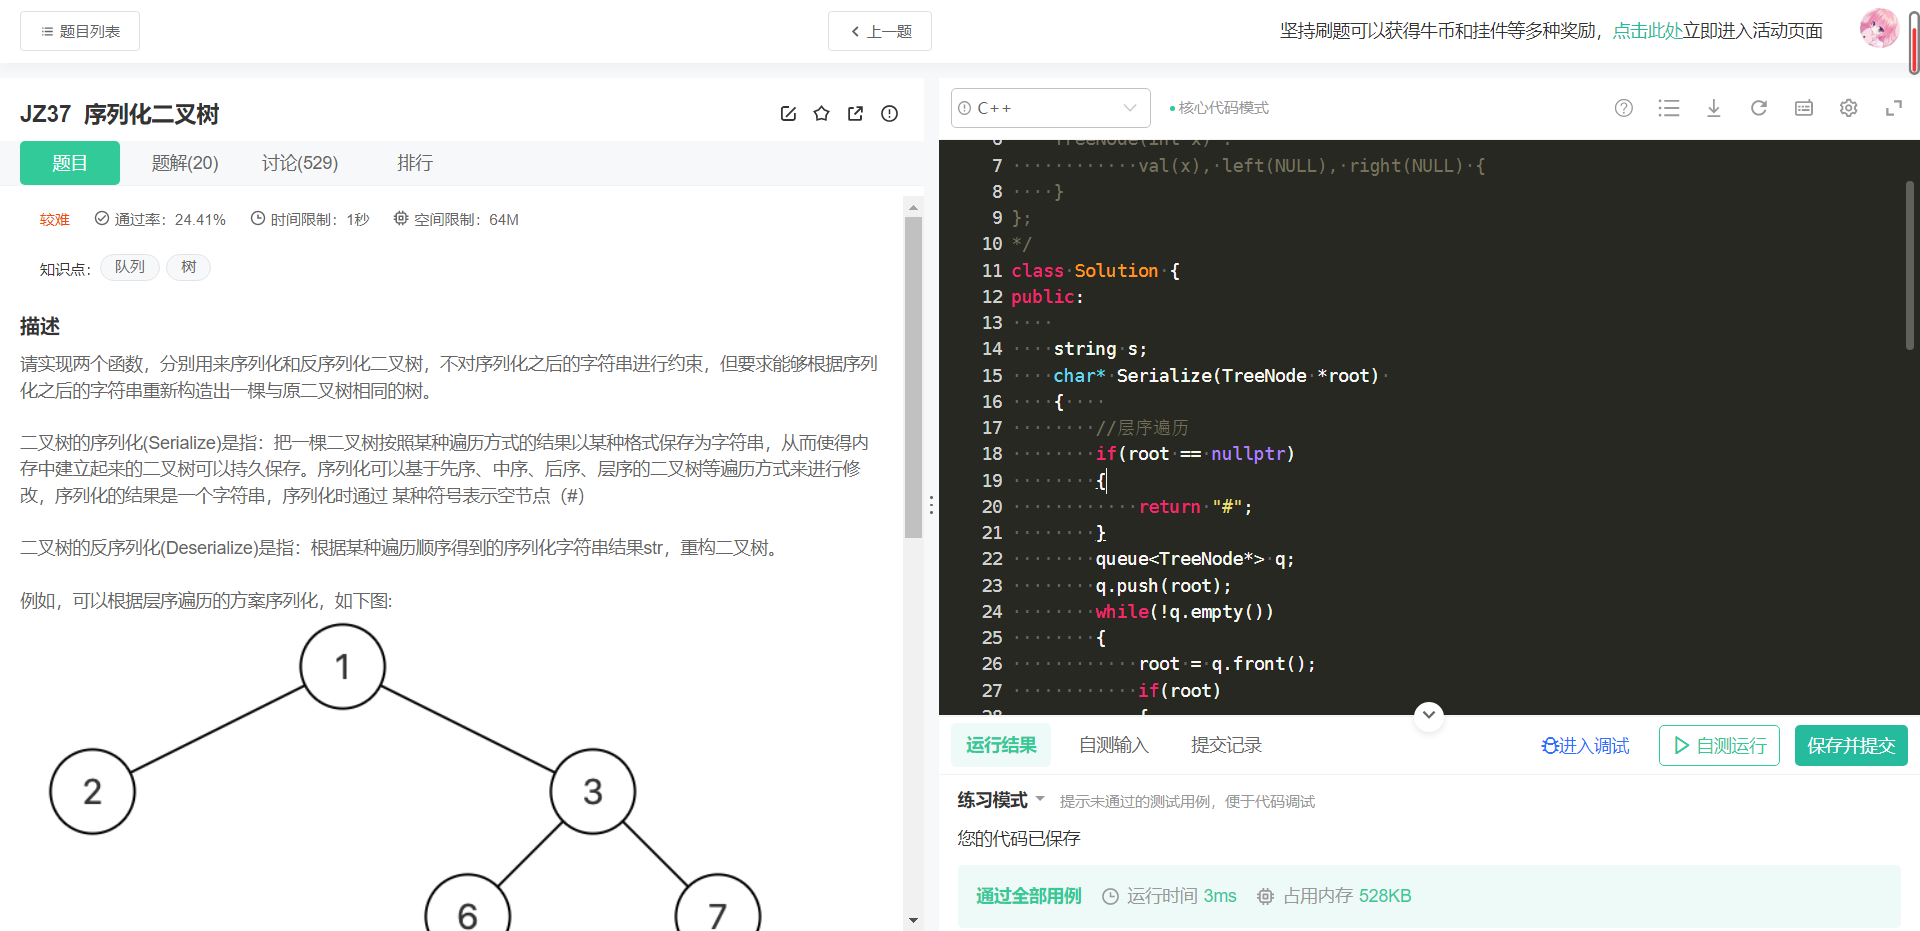 题目列表
上一题
坚持刷题可以获得牛币和挂件等多种奖励，点击此处立即进入活动页面
JZ37 序列化二叉树
题目 题解(20) 讨论(529) 排行
较难 通过率：24.41% 时间限制：1秒 空间限制：64M
知识点： 队列 树
描述
请实现两个函数，分别用来序列化和反序列化二叉树，不对序列化之后的字符串进行约束，但要求能够根据序列
化之后的字符串重新构造出一棵与原二叉树相同的树。
二叉树的序列化(Serialize)是指：把一棵二叉树按照某种遍历方式的结果以某种格式保存为字符串，从而使得内
存中建立起来的二叉树可以持久保存。序列化可以基于先序、中序、后序、层序的二叉树等遍历方式来进行修
改，序列化的结果是一个字符串，序列化时通过 某种符号表示空节点（#）
二叉树的反序列化(Deserialize)是指：根据某种遍历顺序得到的序列化字符串结果str，重构二叉树。
例如，可以根据层序遍历的方案序列化，如下图:
1
2
3
6
7
C++
核心代码模式
6 TreeNode(int x) :
7 val(x), left(NULL), right(NULL) {
8 }
9 };
10 */
11 class Solution {
12 public:
13
14 string s;
15 char* Serialize(TreeNode *root)
16 {
17 //层序遍历
18 if(root == nullptr)
19 {
20 return "#";
21 }
22 queue<TreeNode*> q;
23 q.push(root);
24 while(!q.empty())
25 {
26 root = q.front();
27 if(root)
28 {
运行结果 自测输入 提交记录 进入调试 自测运行 保存并提交
练习模式 提示未通过的测试用例，便于代码调试
您的代码已保存
通过全部用例 运行时间 3ms 占用内存 528KB